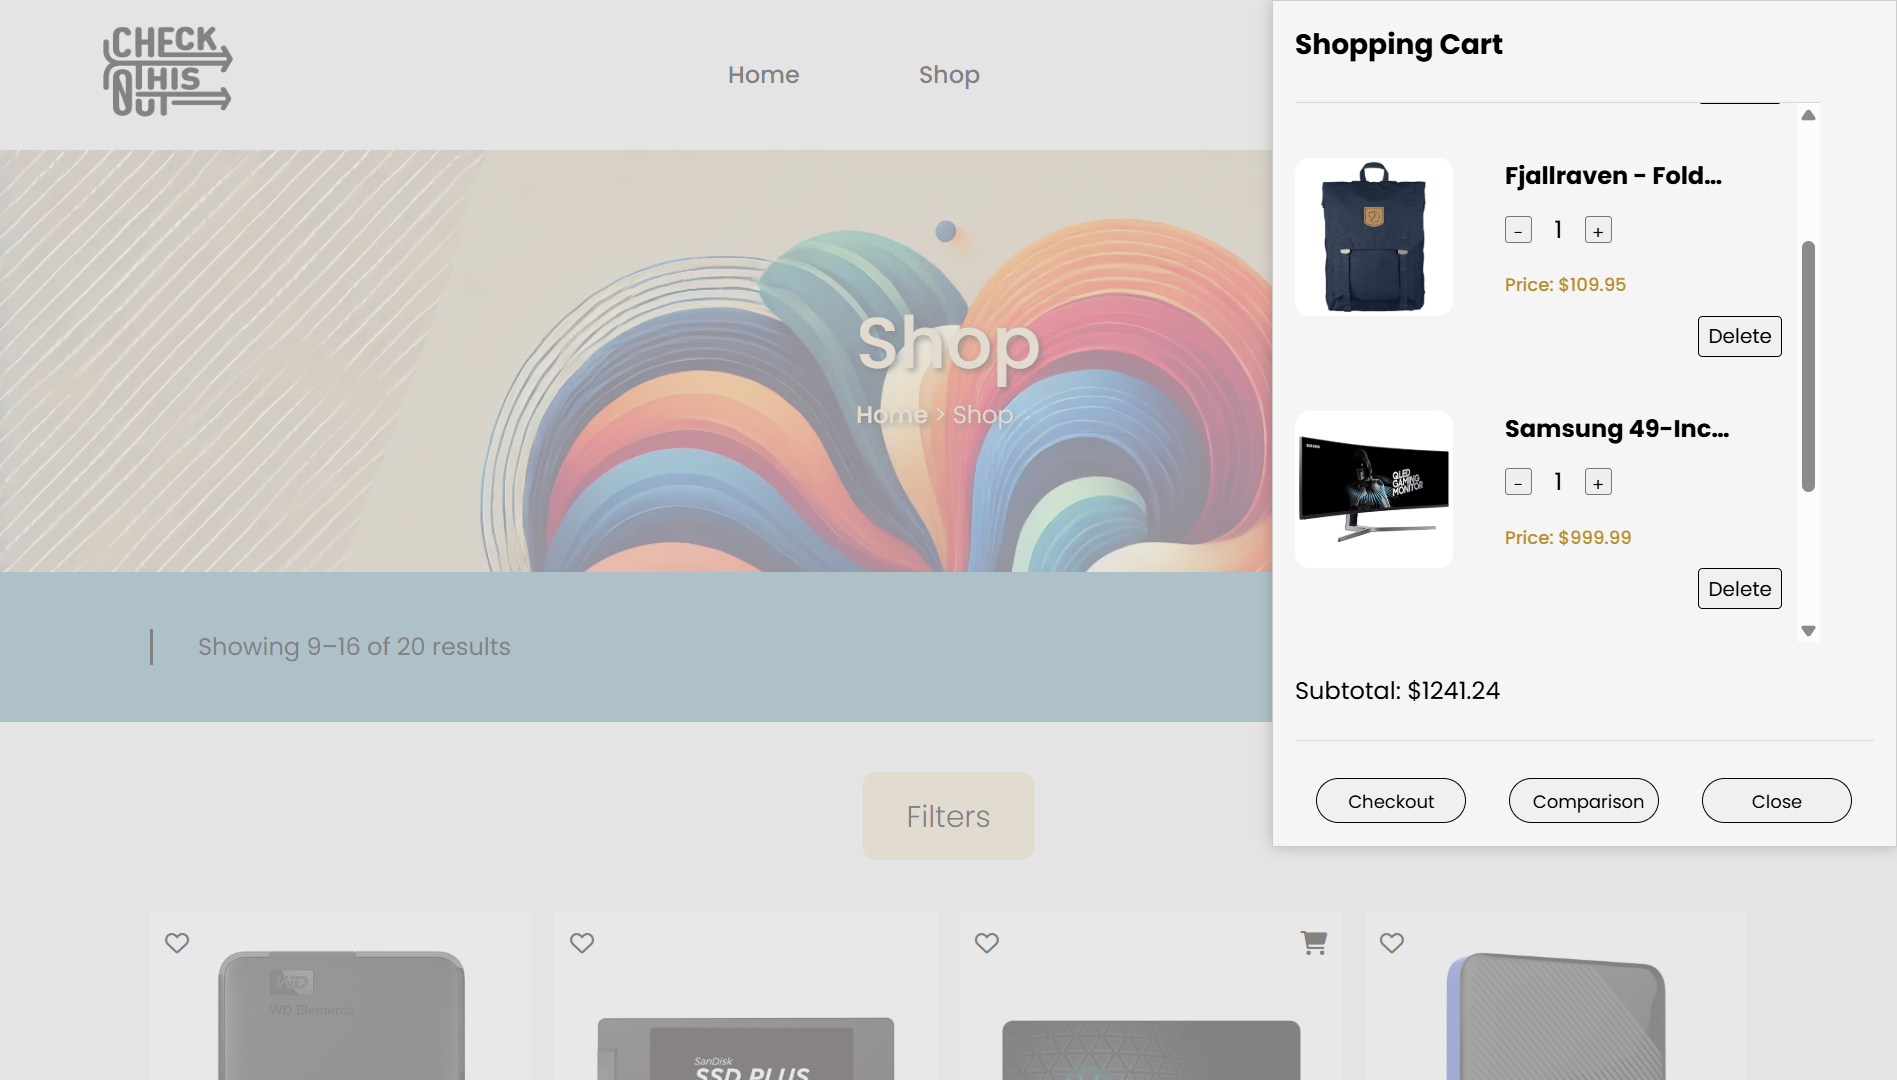 CHECK
THIS
OUT
Home
Shop
Shop
Home > Shop
Showing 9–16 of 20 results
Filters
WD
WD Elements
SanDisk
SSD PLUS
Shopping Cart
Fjallraven - Fold...
- 1 +
Price: $109.95
Delete
SAMSUNG
QLED
GAMING
MONITOR
Samsung 49-Inc...
- 1 +
Price: $999.99
Delete
Subtotal: $1241.24
Checkout
Comparison
Close